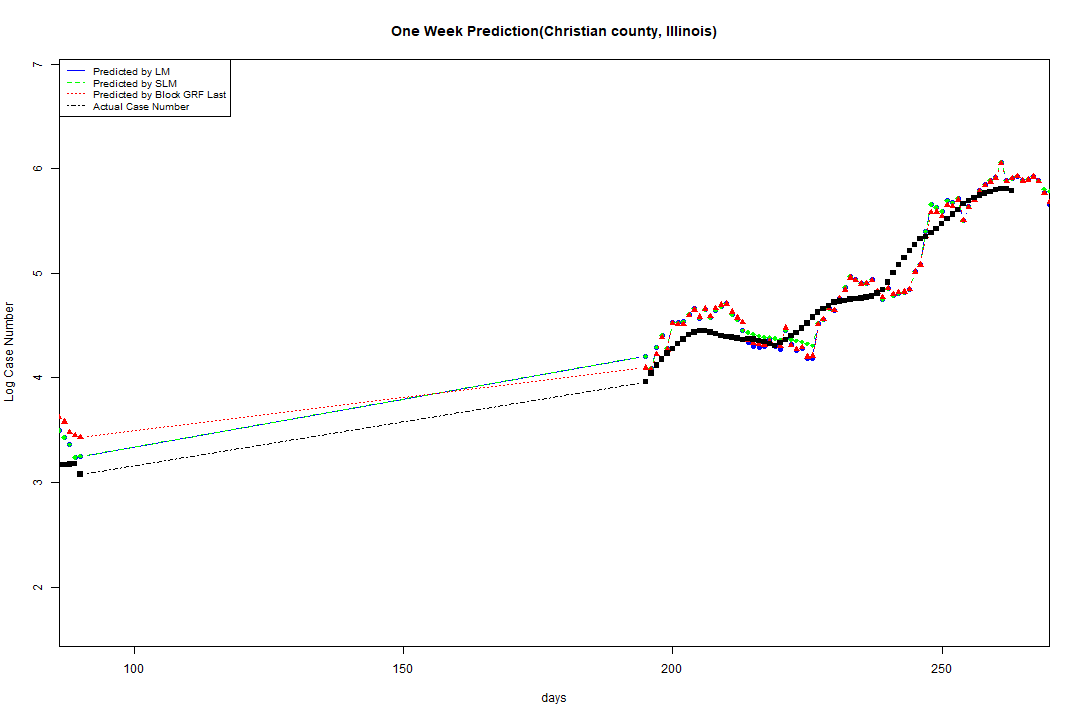 One Week Prediction(Christian county, Illinois)
Predicted by LM
Predicted by SLM
Predicted by Block GRF Last
Actual Case Number
Log Case Number
7
6
5
4
3
2
100
150
200
250
days